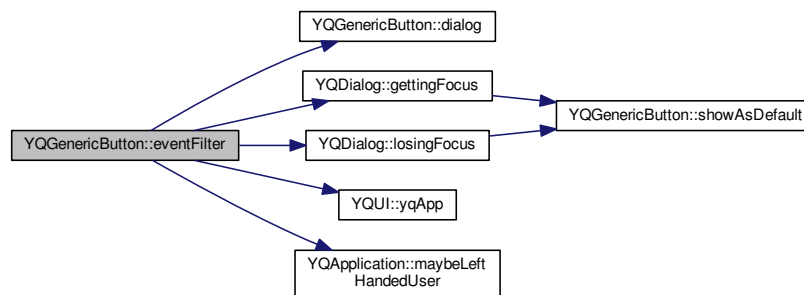 YQGenericButton::dialog
YQDialog::gettingFocus
YQGenericButton::showAsDefault
YQGenericButton::eventFilter
YQDialog::losingFocus
YQUI::yqApp
YQApplication::maybeLeft
HandedUser